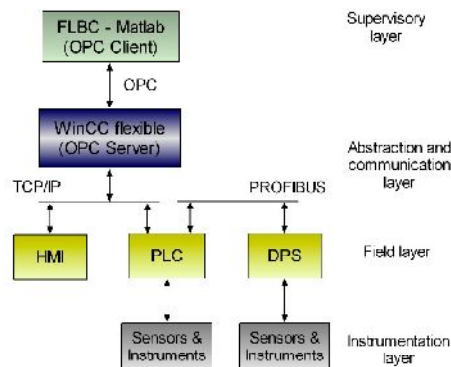 FLBC - Matlab
(OPC Client)
Supervisory
layer
OPC
WinCC flexible
(OPC Server)
Abstraction and
communication
layer
TCP/IP
PROFIBUS
HMI
PLC
DPS
Field layer
Sensors &
Instruments
Sensors &
Instruments
Instrumentation
layer